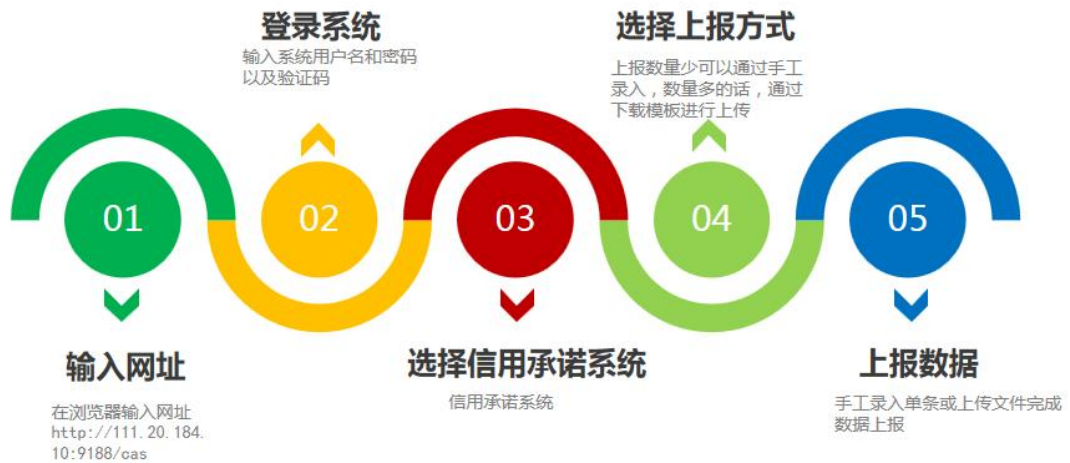 登录系统
输入系统用户名和密码
以及验证码
选择上报方式
上报数量少可以通过手工
录入，数量多的话，通过
下载模板进行上传
01
02
03
04
05
输入网址
在浏览器输入网址
http://111.20.184.
10:9188/cas
选择信用承诺系统
信用承诺系统
上报数据
手工录入单条或上传文件完成
数据上报